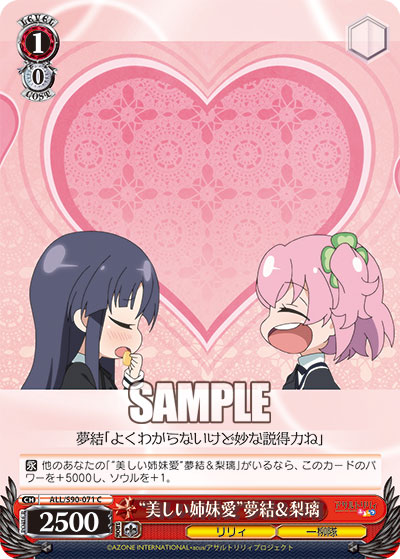 LEVEL
1
0
COST
SAMPLE
夢結「よくわからないけど妙な説得力ね」
永 他のあなたの「“美しい姉妹愛”夢結&梨璃」がいるなら、このカードのパ
ワーを+5000し、ソウルを+1。
CH ALL/S90-071 C
2500
“美しい姉妹愛”夢結&梨璃
リリィ 一柳隊
©AZONE INTERNATIONAL・acus/アサルトリリィプロジェクト